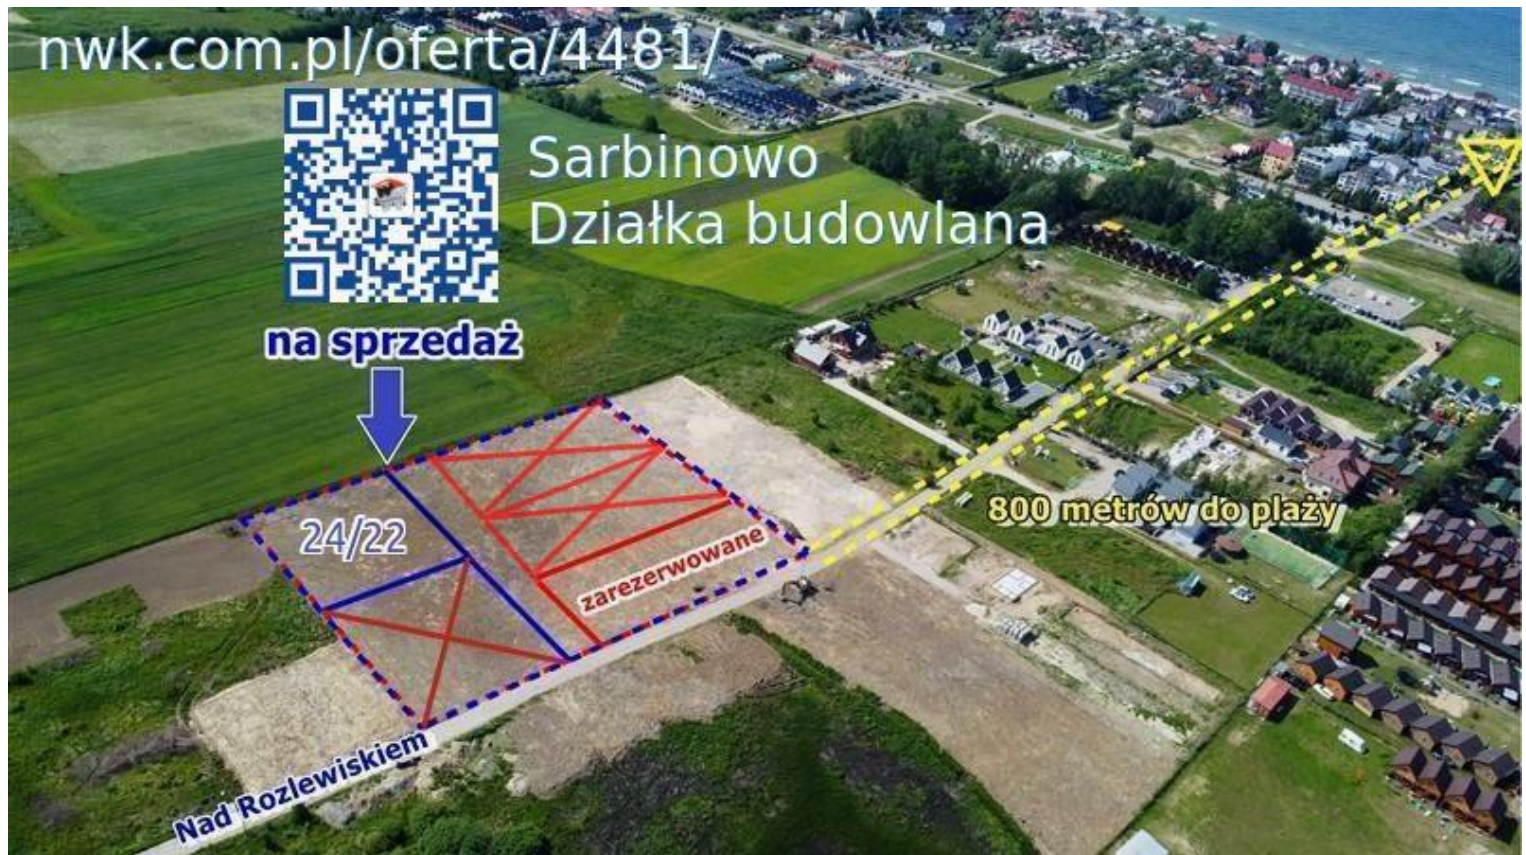 nwk.com.pl/oferta/4481/
Sarbinowo
Działka budowlana
na sprzedaż
24/22
800 metrów do plaży
zarezerwowane
Nad Rozlewiskiem